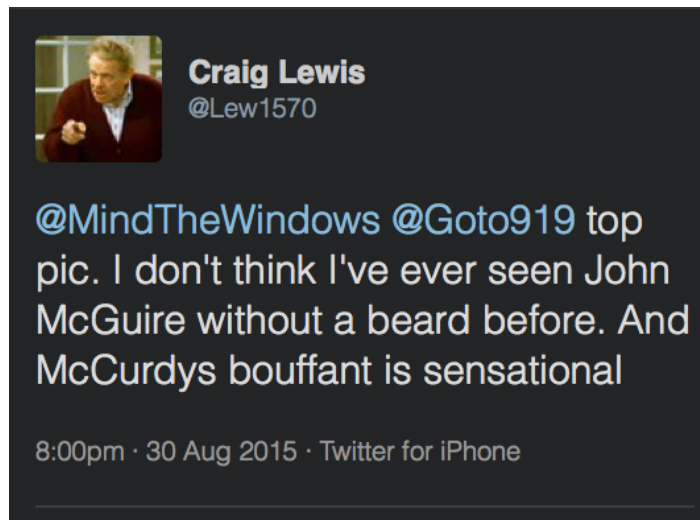 Craig Lewis
@Lew1570
@MindTheWindows @Goto919 top
pic. I don't think I've ever seen John
McGuire without a beard before. And
McCurdys bouffant is sensational
8:00pm · 30 Aug 2015 · Twitter for iPhone